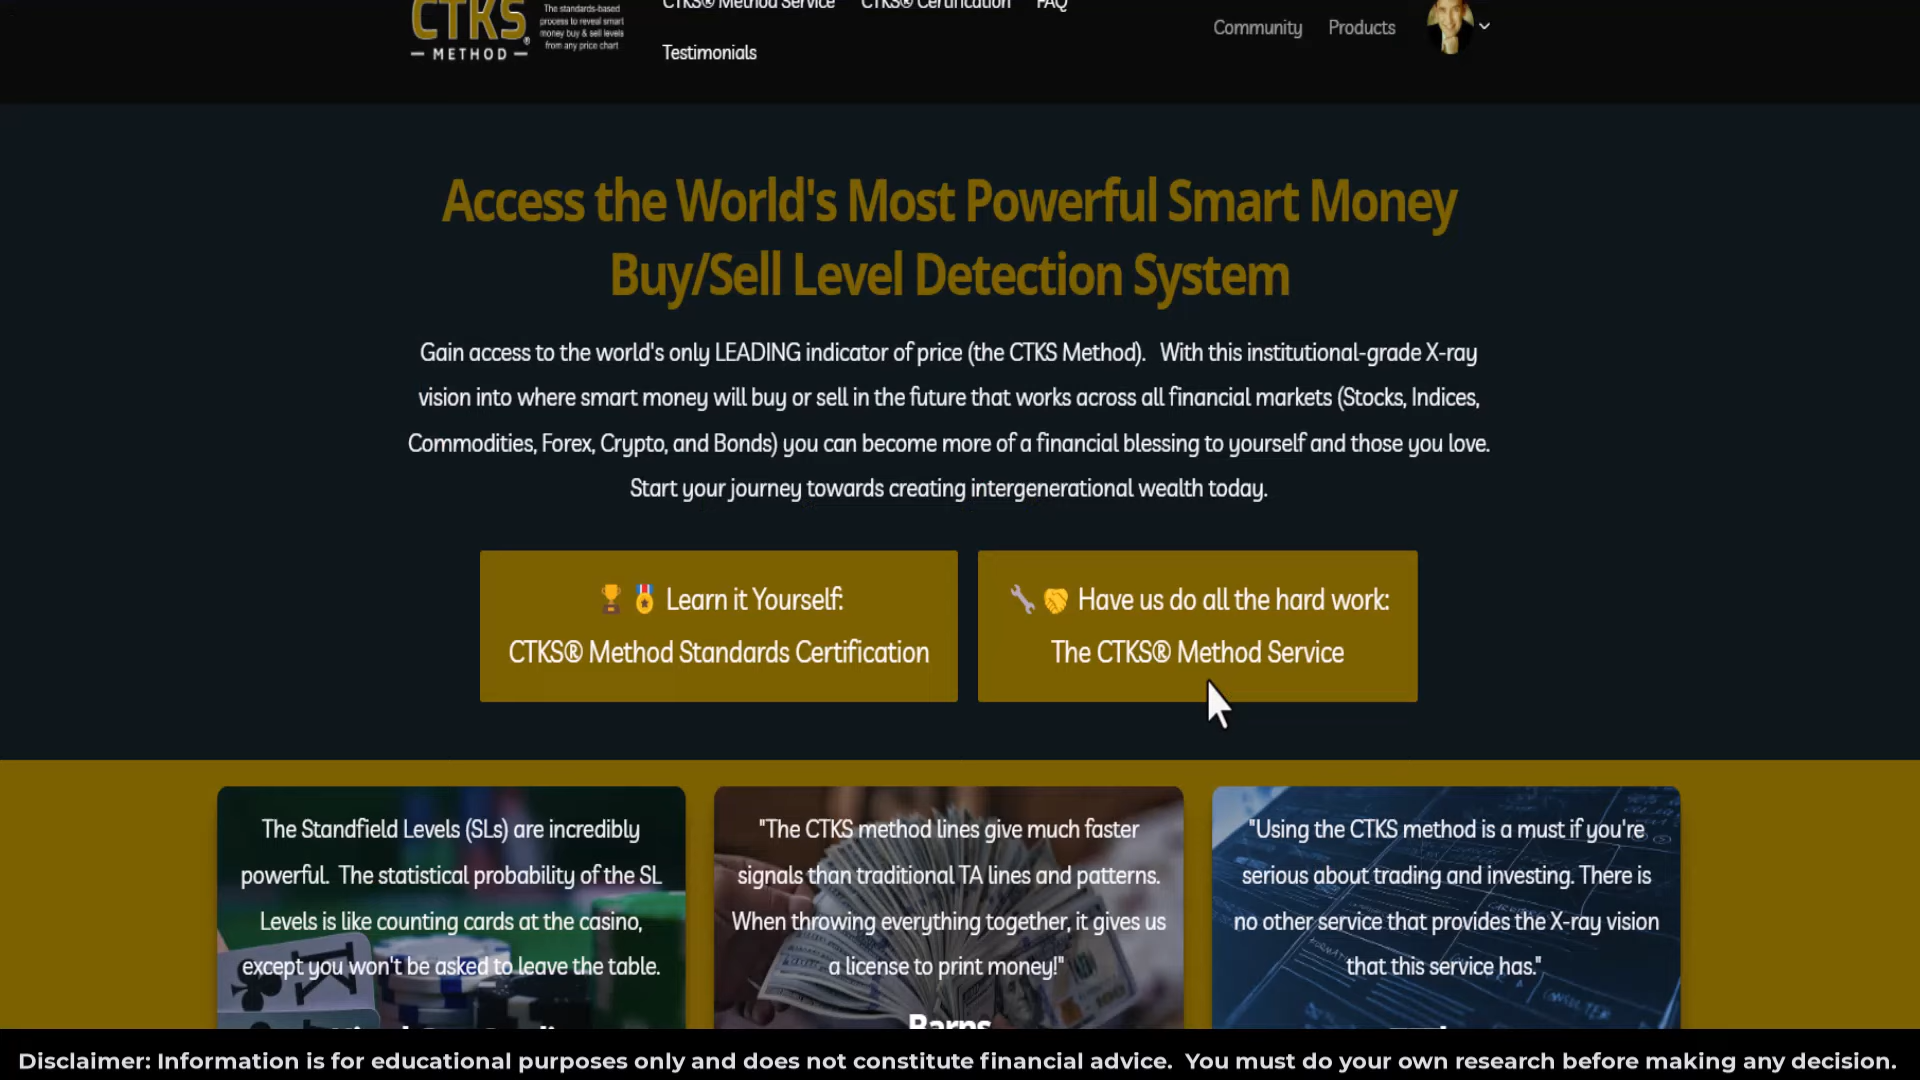 CTKS® Method Service CTKS® Certification FAQ
CTKS®
— METHOD —
The standards-based
process to reveal smart
money buy & sell levels
from any price chart
Testimonials
Community Products
Access the World's Most Powerful Smart Money
Buy/Sell Level Detection System
Gain access to the world's only LEADING indicator of price (the CTKS Method). With this institutional-grade X-ray
vision into where smart money will buy or sell in the future that works across all financial markets (Stocks, Indices,
Commodities, Forex, Crypto, and Bonds) you can become more of a financial blessing to yourself and those you love.
Start your journey towards creating intergenerational wealth today.
🏆🏅 Learn it Yourself:
CTKS® Method Standards Certification
🔧🤝 Have us do all the hard work:
The CTKS® Method Service
The Standfield Levels (SLs) are incredibly
powerful. The statistical probability of the SL
Levels is like counting cards at the casino,
except you won't be asked to leave the table.
"The CTKS method lines give much faster
signals than traditional TA lines and patterns.
When throwing everything together, it gives us
a license to print money!"
Barns
"Using the CTKS method is a must if you're
serious about trading and investing. There is
no other service that provides the X-ray vision
that this service has."
Disclaimer: Information is for educational purposes only and does not constitute financial advice. You must do your own research before making any decision.